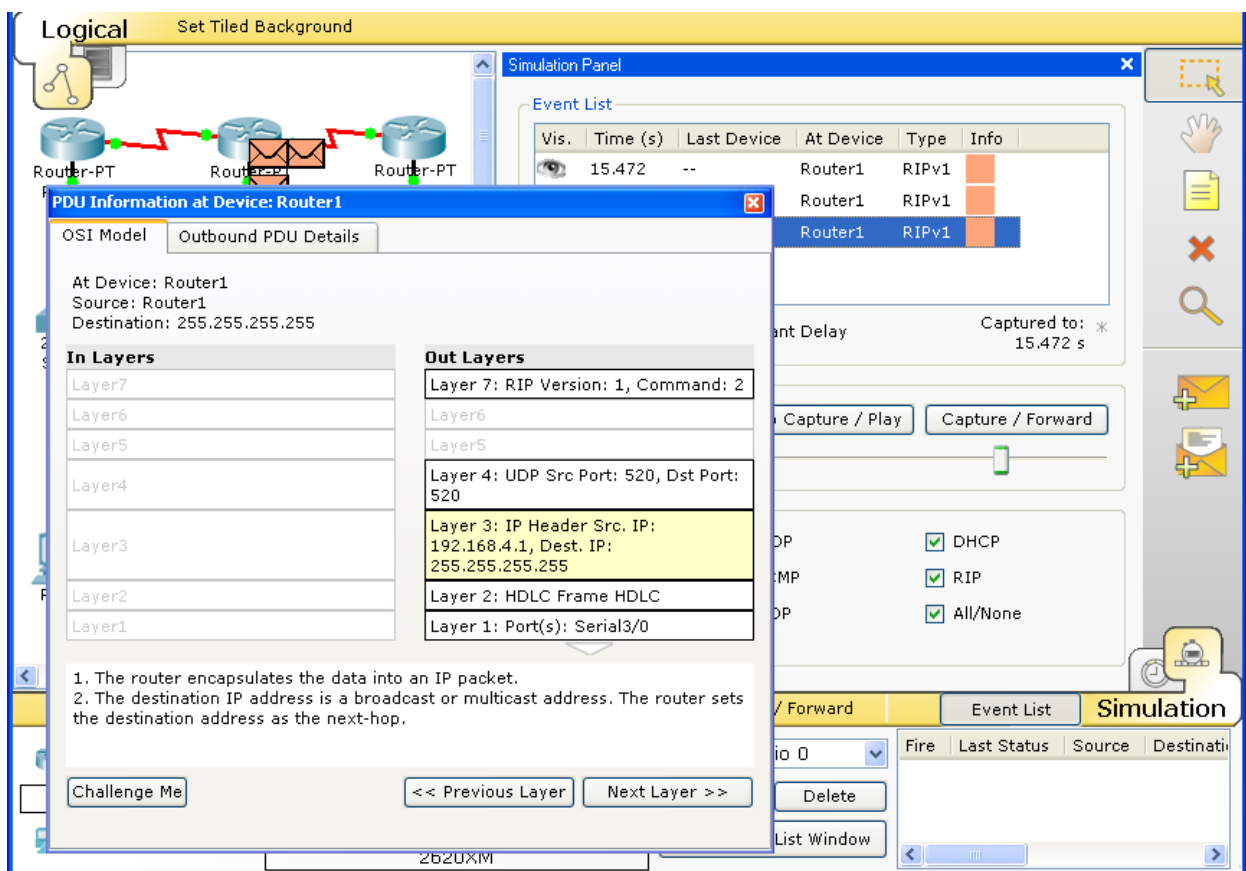 Logical
Set Tiled Background
Simulation Panel
Event List
Vis. Time (s) Last Device At Device Type Info
15.472 -- Router1 RIPv1
Router1 RIPv1
Router1 RIPv1
Router-PT
Router-P
Router-PT
PDU Information at Device: Router1
OSI Model
Outbound PDU Details
At Device: Router1
Source: Router1
Destination: 255.255.255.255
In Layers
Layer7
Layer6
Layer5
Layer4
Layer3
Layer2
Layer1
Out Layers
Layer 7: RIP Version: 1, Command: 2
Layer6
Layer5
Layer 4: UDP Src Port: 520, Dst Port:
520
Layer 3: IP Header Src. IP:
192.168.4.1, Dest. IP:
255.255.255.255
Layer 2: HDLC Frame HDLC
Layer 1: Port(s): Serial3/0
1. The router encapsulates the data into an IP packet.
2. The destination IP address is a broadcast or multicast address. The router sets
the destination address as the next-hop.
Challenge Me
<< Previous Layer
Next Layer >>
ant Delay
Captured to: *
15.472 s
Capture / Play
Capture / Forward
DP
DHCP
MP
RIP
DP
All/None
/ Forward
Event List
Simulation
io 0
Delete
List Window
Fire Last Status Source Destinati
2620XM